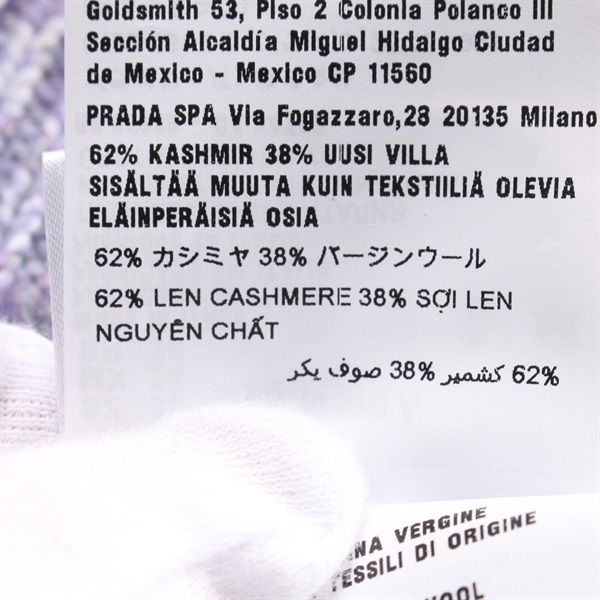 Goldsmith 53, Piso 2 Colonia Polanco III
Sección Alcaldía Miguel Hidalgo Ciudad
de Mexico - Mexico CP 11560
PRADA SPA Via Fogazzaro,28 20135 Milano
62% KASHMIR 38% UUSI VILLA
SISÄLTÄÄ MUUTA KUIN TEKSTIILIÄ OLEVIA
ELÄINPERÄISIÄ OSIA
62% カシミヤ 38% バージンウール
62% LEN CASHMERE 38% SỢI LEN
NGUYÊN CHẤT
62% كشمير 38% صوف بكر
VERGINE
TESSILI DI ORIGINE